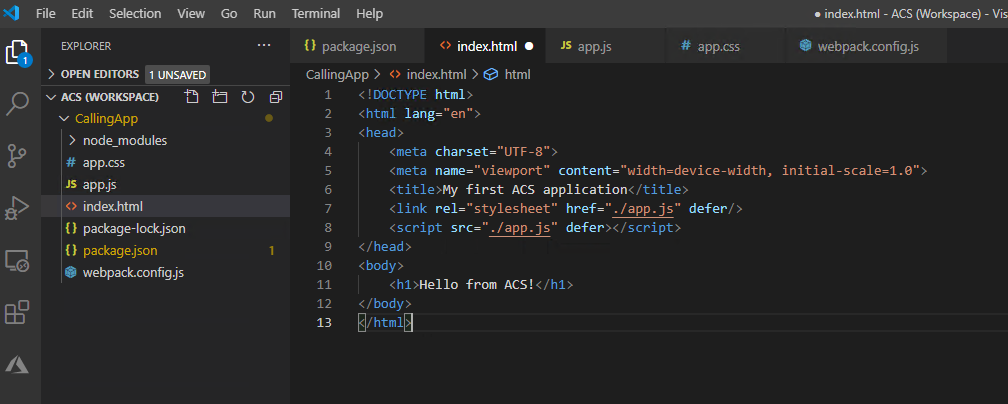 File Edit Selection View Go Run Terminal Help ● index.html - ACS (Workspace) - Vis
EXPLORER ...
OPEN EDITORS 1 UNSAVED
ACS (WORKSPACE)
CallingApp
node_modules
# app.css
JS app.js
<> index.html
{} package-lock.json
{} package.json 1
webpack.config.js
1
{} package.json <> index.html ● JS app.js # app.css webpack.config.js
CallingApp > <> index.html > html
1 <!DOCTYPE html>
2 <html lang="en">
3 <head>
4 <meta charset="UTF-8">
5 <meta name="viewport" content="width=device-width, initial-scale=1.0">
6 <title>My first ACS application</title>
7 <link rel="stylesheet" href="./app.js" defer/>
8 <script src="./app.js" defer></script>
9 </head>
10 <body>
11 <h1>Hello from ACS!</h1>
12 </body>
13 </html>